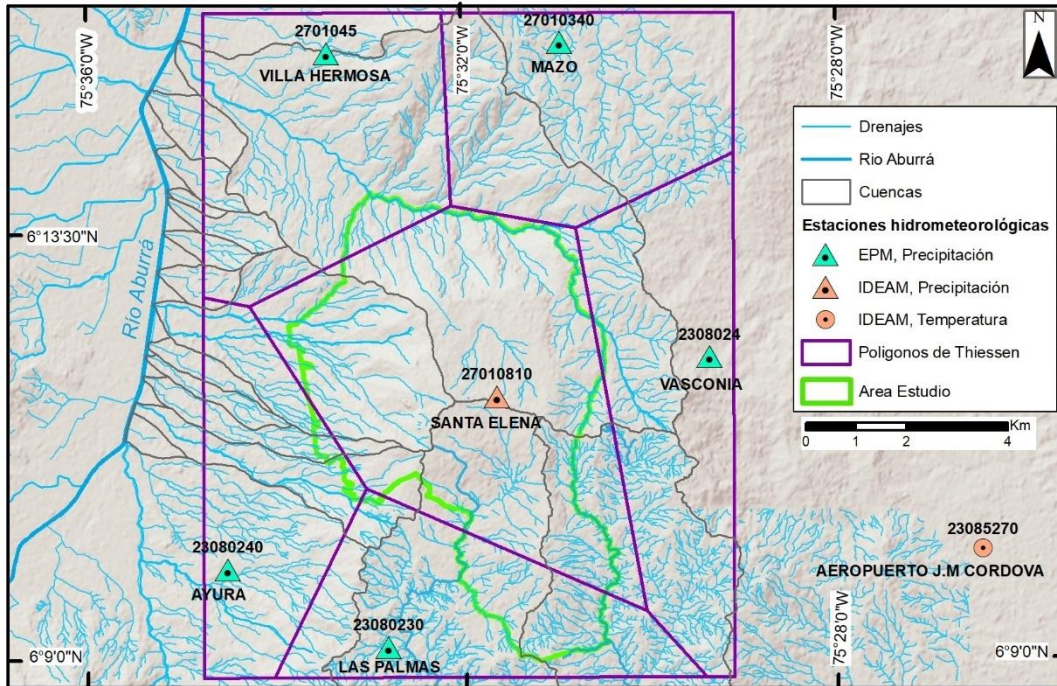 75°36'0"W
2701045
VILLA HERMOSA
75°32'0"W
27010340
MAZO
75°28'0"W
N
Drenajes
Rio Aburrá
Cuencas
Estaciones hidrometeorológicas
EPM, Precipitación
IDEAM, Precipitación
IDEAM, Temperatura
Poligonos de Thiessen
Area Estudio
Km
0 1 2 4
6°13'30"N
Río Aburrá
2308024
VASCONIA
27010810
SANTA ELENA
23080240
AYURA
23085270
AEROPUERTO J.M CORDOVA
23080230
LAS PALMAS
75°28'0"W
6°9'0"N
6°9'0"N